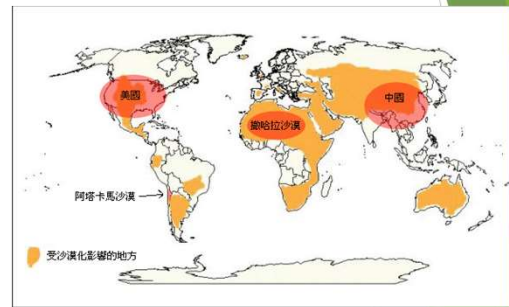 美國
中國
撒哈拉沙漠
阿塔卡馬沙漠
受沙漠化影響的地方